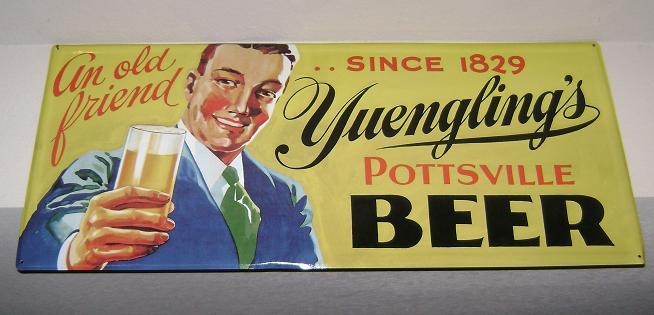 An old
friend
.. SINCE 1829
Yuengling's
POTTSVILLE
BEER